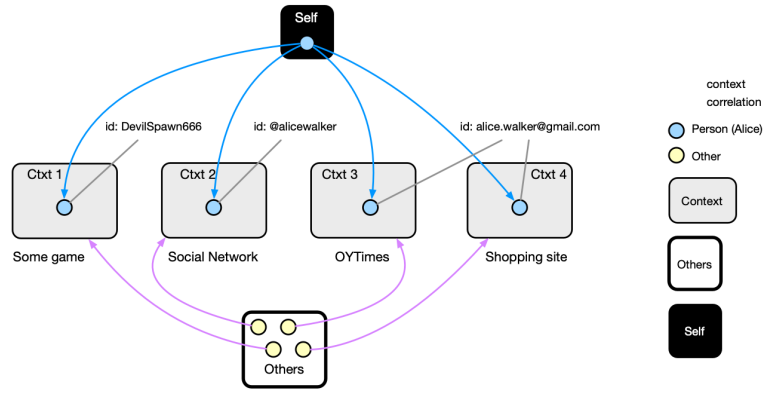 Self
context
correlation
Person (Alice)
Other
Context
Others
Self
id: DevilSpawn666
id: @alicewalker
id: alice.walker@gmail.com
Ctxt 1
Ctxt 2
Ctxt 3
Ctxt 4
Some game
Social Network
OYTimes
Shopping site
Others